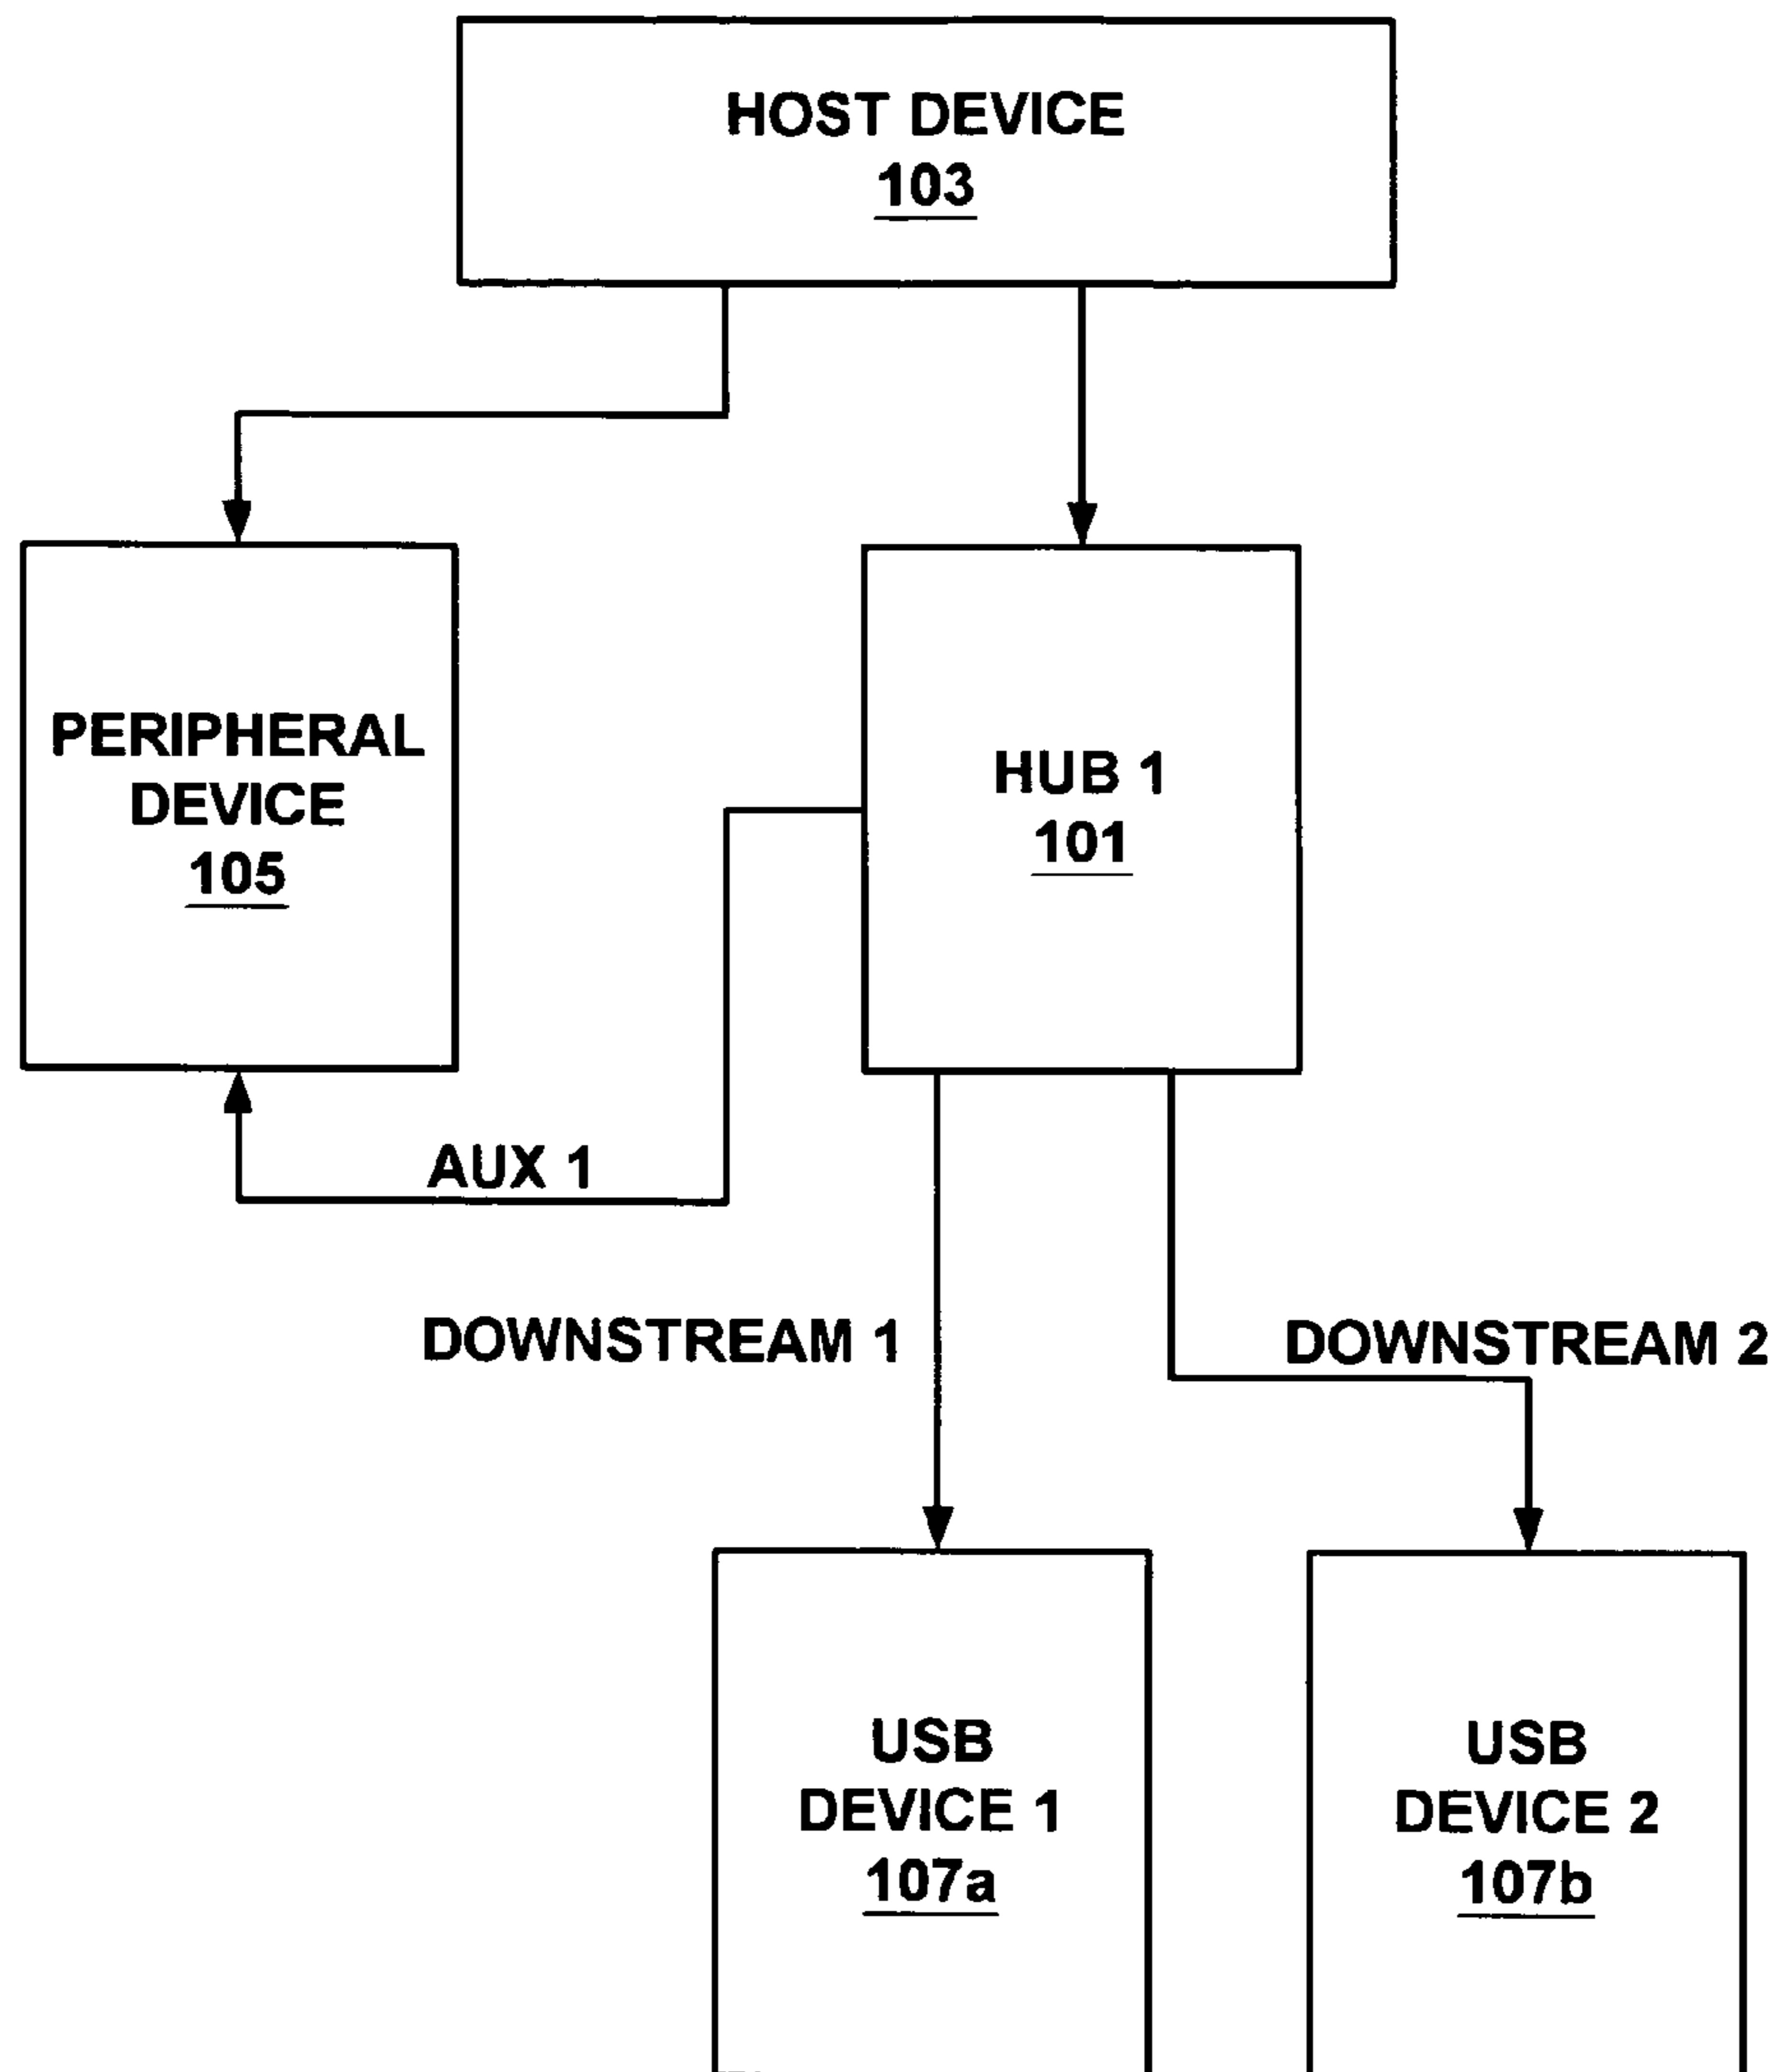 HOST DEVICE
103
PERIPHERAL
DEVICE
105
HUB 1
101
AUX 1
DOWNSTREAM 1
DOWNSTREAM 2
USB
DEVICE 1
107a
USB
DEVICE 2
107b